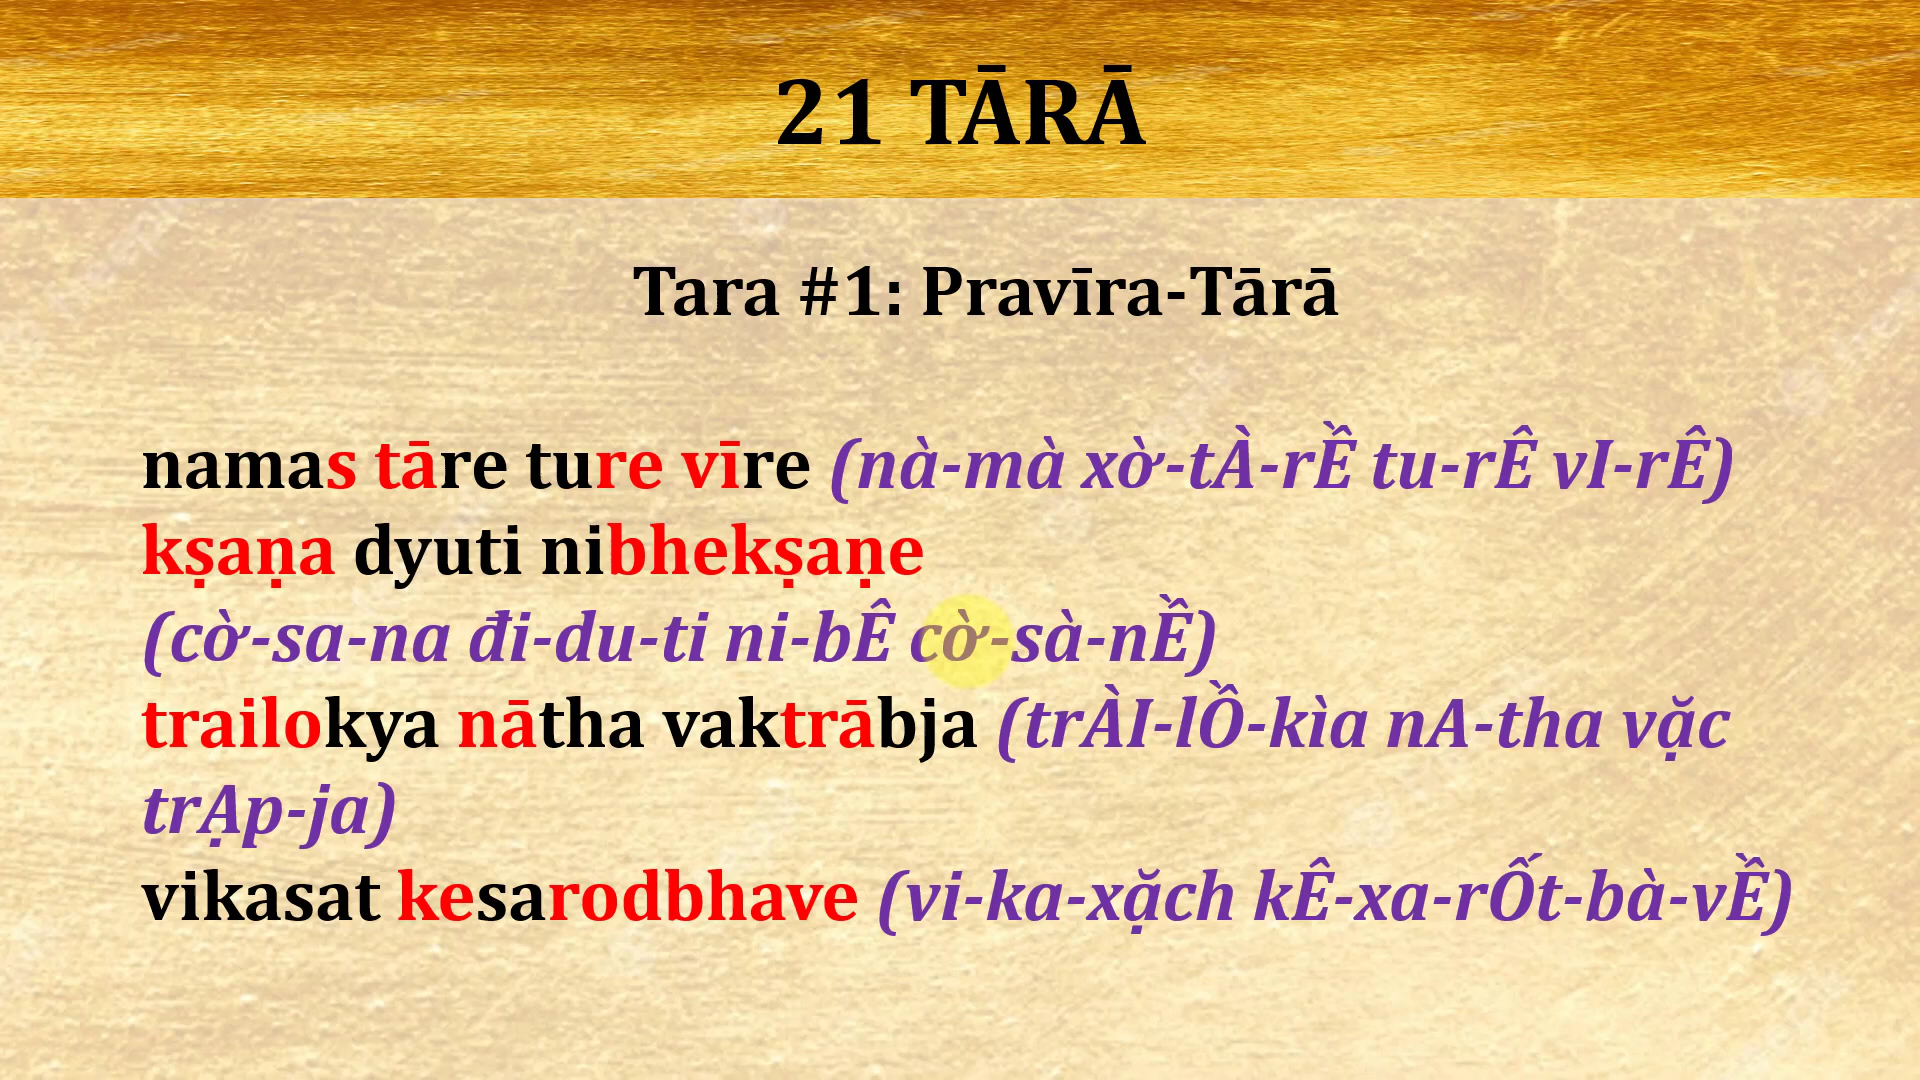 21 TĀRĀ
Tara #1: Pravīra-Tārā
namas tāre ture vīre (nà-mà xờ-tÀ-rỀ tu-rÊ vI-rÊ)
kṣaṇa dyuti nibhekṣaṇe
(cờ-sa-na đi-du-ti ni-bÊ cờ-sà-nỀ)
trailokya nātha vaktrābja (trÀI-lỒ-kìa nA-tha vặc
trẠp-ja)
vikasat kesarodbhave (vi-ka-xặch kÊ-xa-rỐt-bà-vỀ)